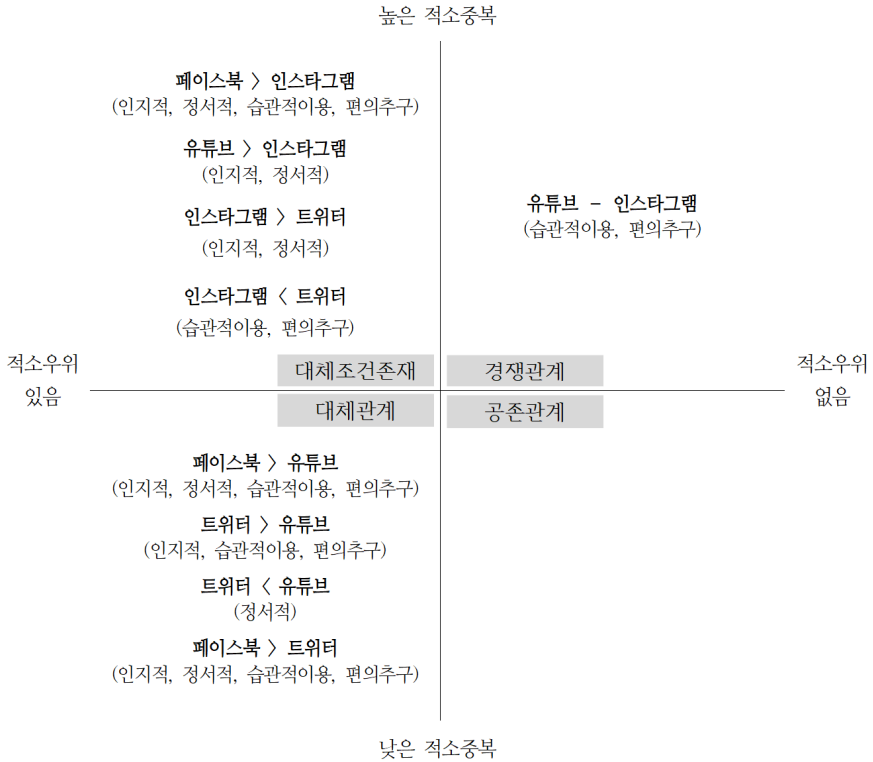 높은 적소중복
페이스북 > 인스타그램
(인지적, 정서적, 습관적이용, 편의추구)
유튜브 > 인스타그램
(인지적, 정서적)
인스타그램 > 트위터
(인지적, 정서적)
인스타그램 < 트위터
(습관적이용, 편의추구)
유튜브 - 인스타그램
(습관적이용, 편의추구)
적소우위
있음
대체조건존재
경쟁관계
대체관계
공존관계
적소우위
없음
페이스북 > 유튜브
(인지적, 정서적, 습관적이용, 편의추구)
트위터 > 유튜브
(인지적, 습관적이용, 편의추구)
트위터 < 유튜브
(정서적)
페이스북 > 트위터
(인지적, 정서적, 습관적이용, 편의추구)
낮은 적소중복